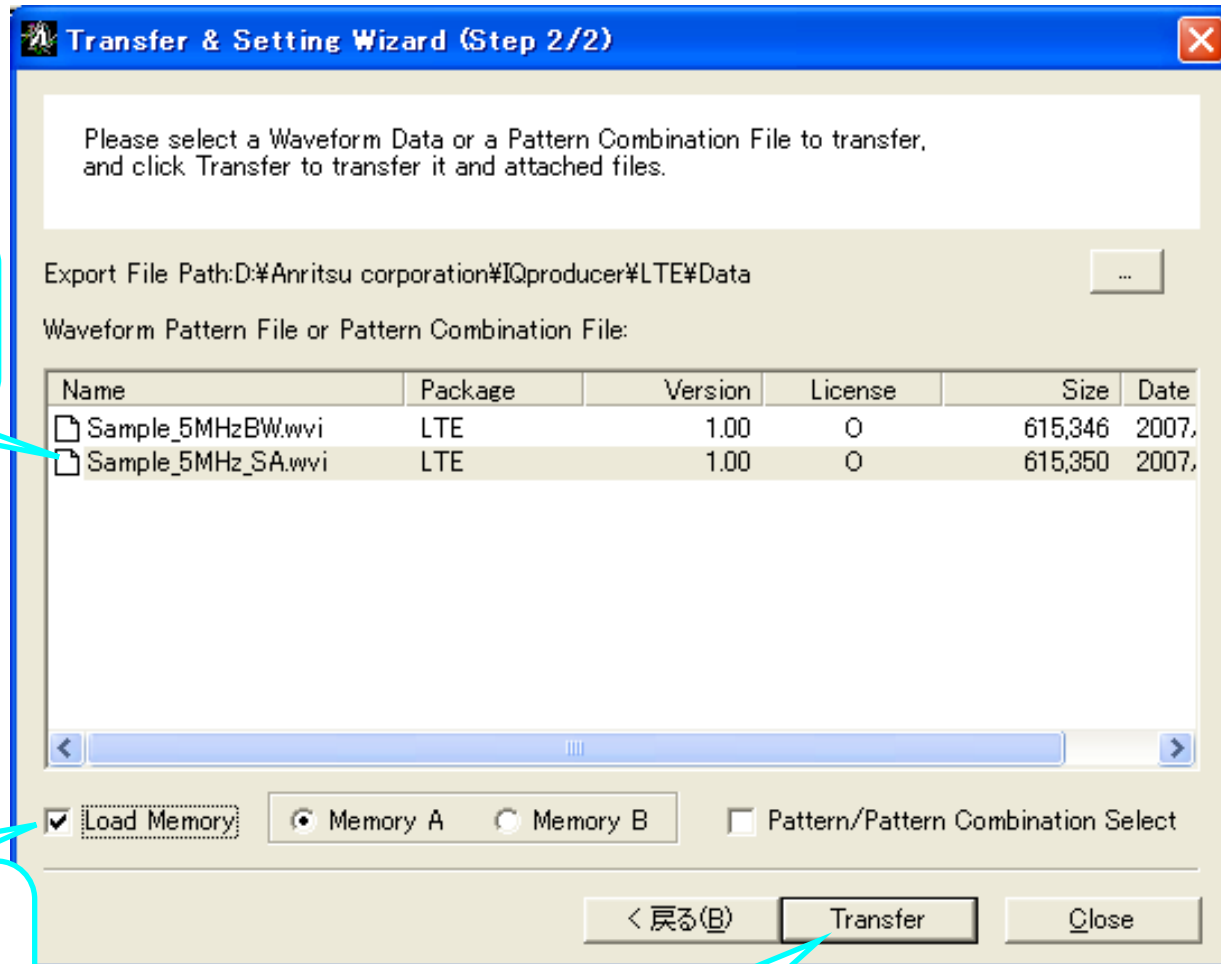 Transfer & Setting Wizard (Step 2/2)
Please select a Waveform Data or a Pattern Combination File to transfer,
and click Transfer to transfer it and attached files.
Export File Path:D:¥Anritsu corporation¥IQproducer¥LTE¥Data
...
Waveform Pattern File or Pattern Combination File:
Name Package Version License Size Date
Sample_5MHzBW.wvi LTE 1.00 O 615,346 2007
Sample_5MHz_SA.wvi LTE 1.00 O 615,350 2007
Load Memory Memory A Memory B Pattern/Pattern Combination Select
< 戻る(B) Transfer Close